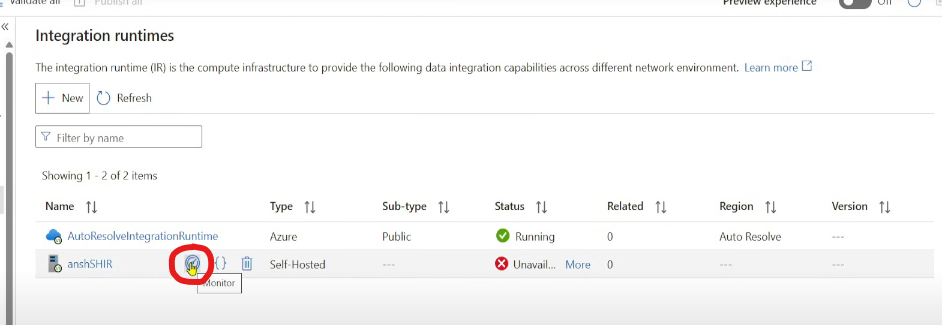 Validate all Publish all Preview experience Off
Integration runtimes
The integration runtime (IR) is the compute infrastructure to provide the following data integration capabilities across different network environment. Learn more
New Refresh
Filter by name
Showing 1 - 2 of 2 items
Name Type Sub-type Status Related Region Version
AutoResolveIntegrationRuntime Azure Public Running 0 Auto Resolve ---
anshSHIR {} Self-Hosted --- Unavail... More 0 --- ---
Monitor